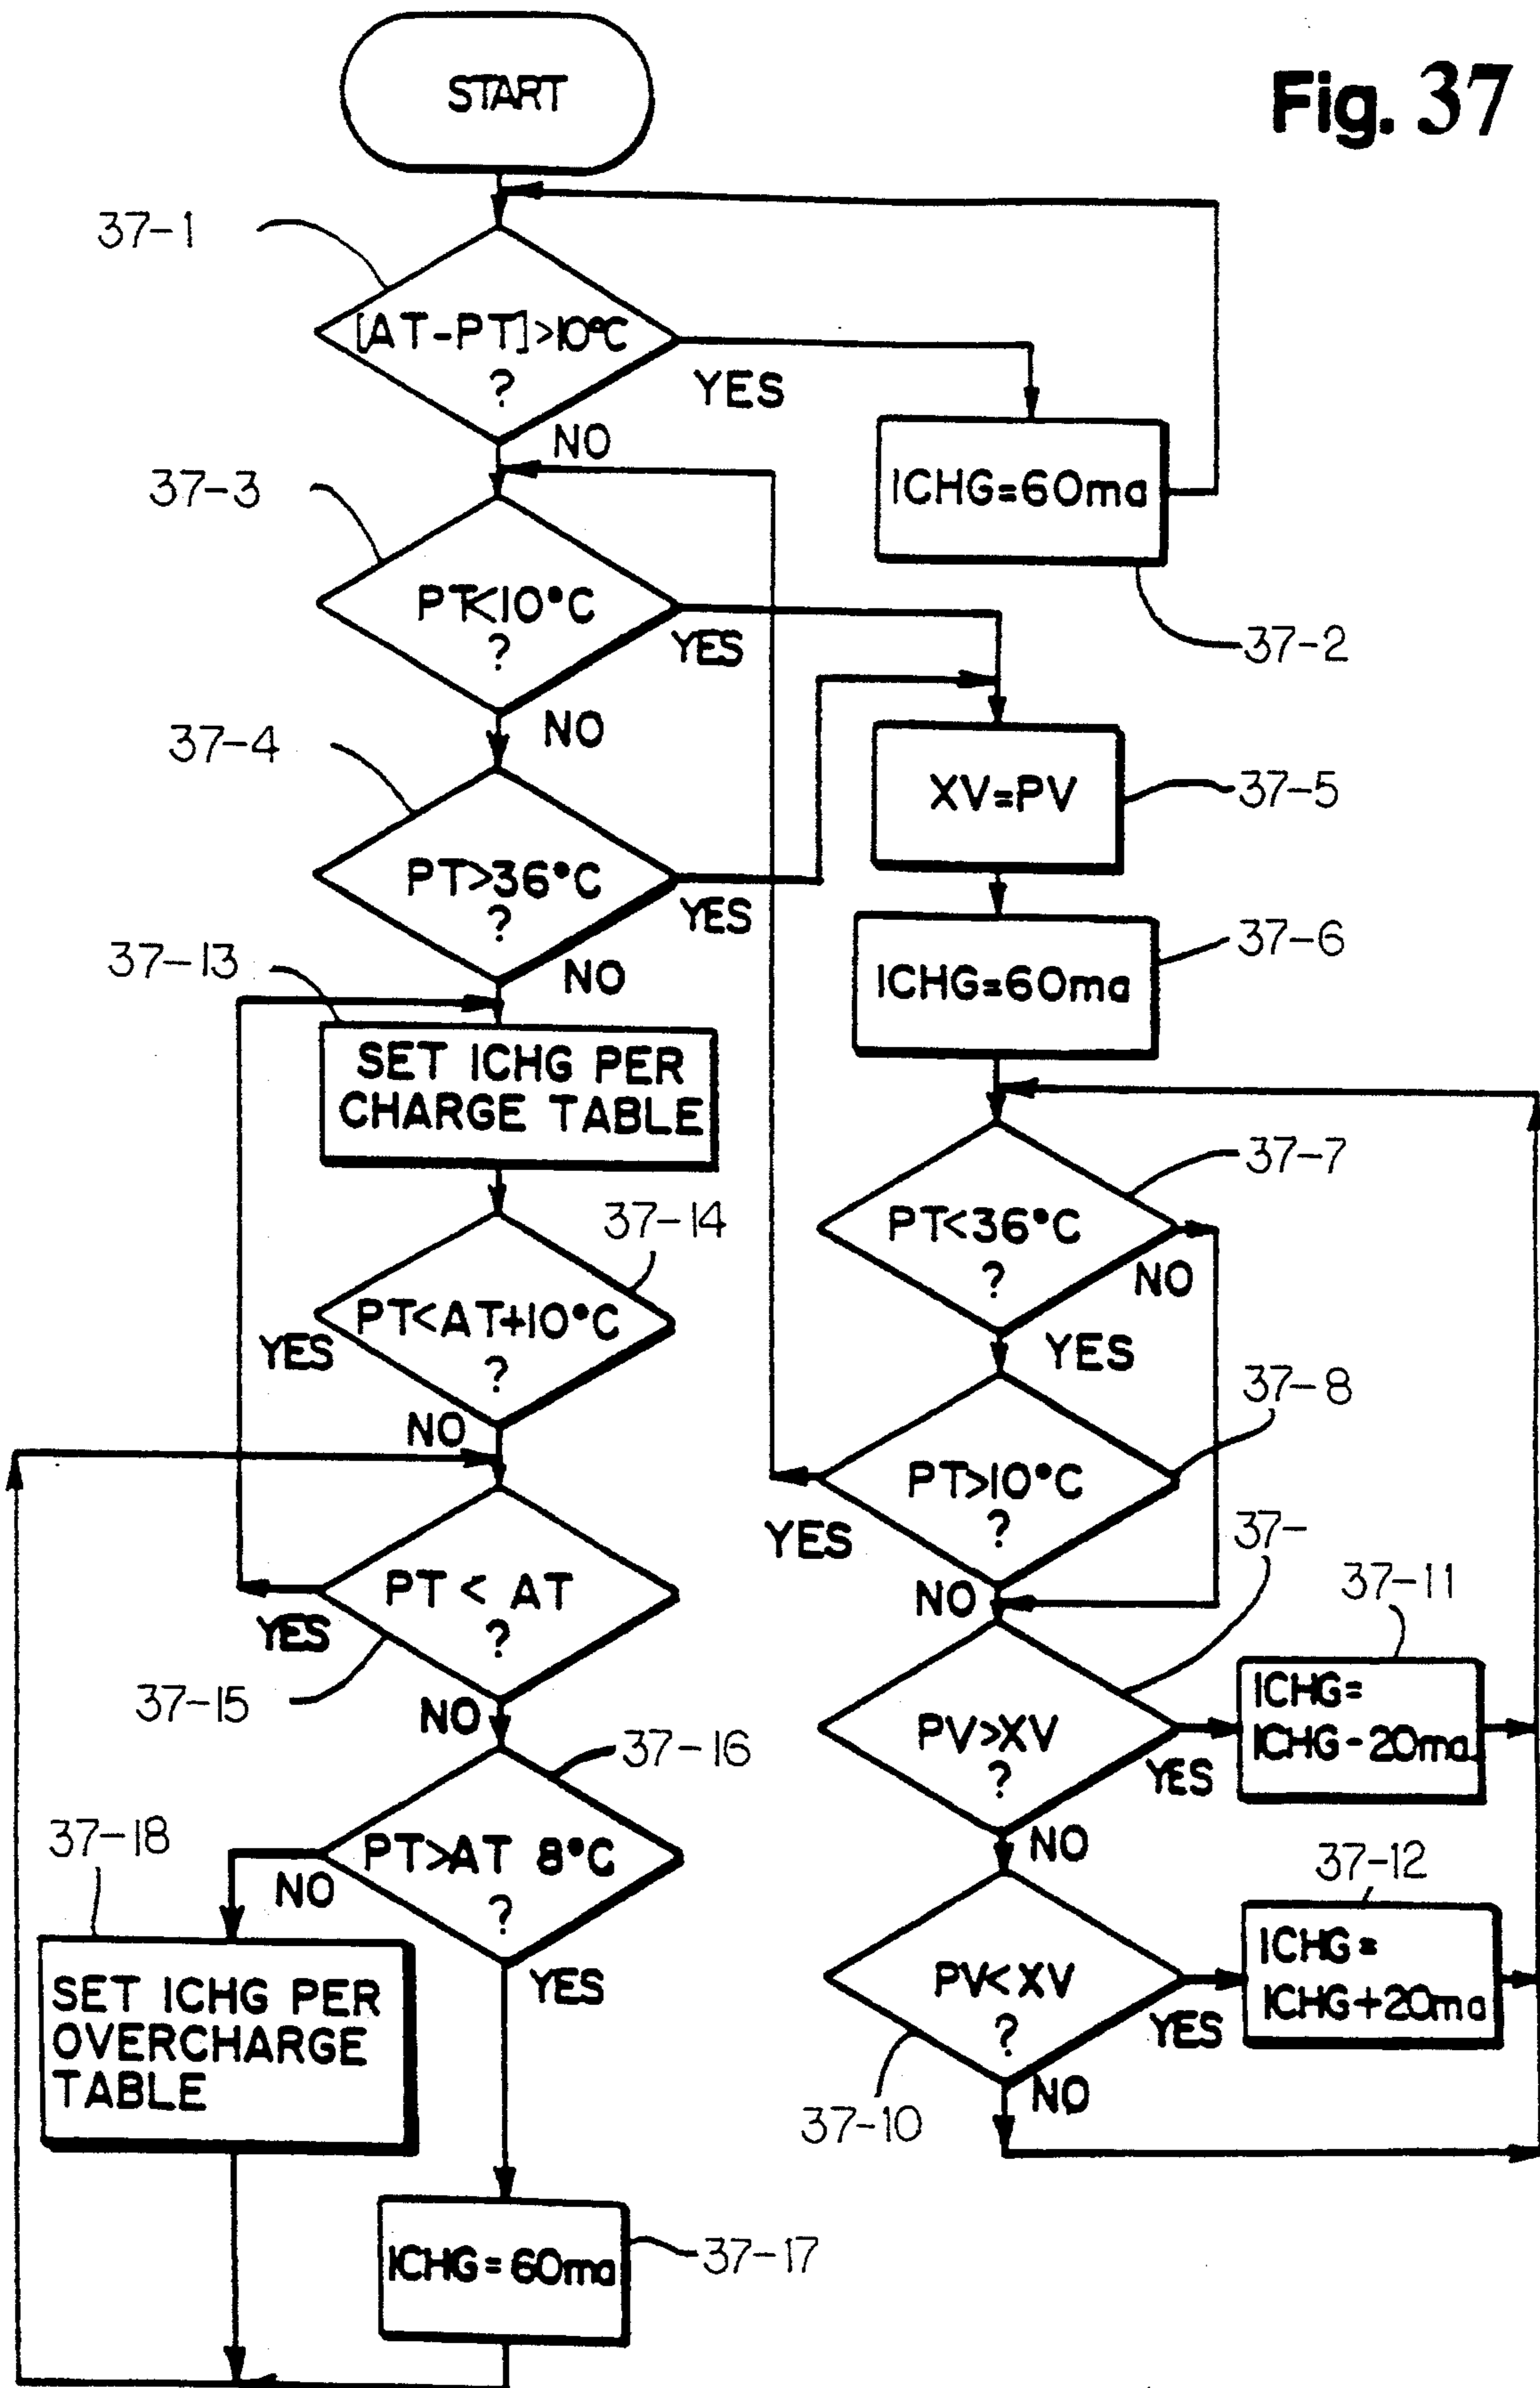 Fig. 37
START
37-1
[AT-PT]>10°C
?
YES
NO
ICHG=60ma
37-2
37-3
PT<10°C
?
YES
NO
37-4
PT>36°C
?
YES
NO
XV=PV
37-5
ICHG=60ma
37-6
37-13
SET ICHG PER
CHARGE TABLE
37-14
PT<AT+10°C
?
YES
NO
37-7
PT<36°C
?
NO
YES
37-8
PT>10°C
?
YES
NO
37-15
PT < AT
?
YES
NO
37-
PV>XV
?
YES
NO
37-11
ICHG=
ICHG-20ma
37-16
PT>AT 8°C
?
NO
YES
37-18
SET ICHG PER
OVERCHARGE
TABLE
37-10
PV<XV
?
YES
NO
37-12
ICHG=
ICHG+20ma
ICHG=60ma
37-17